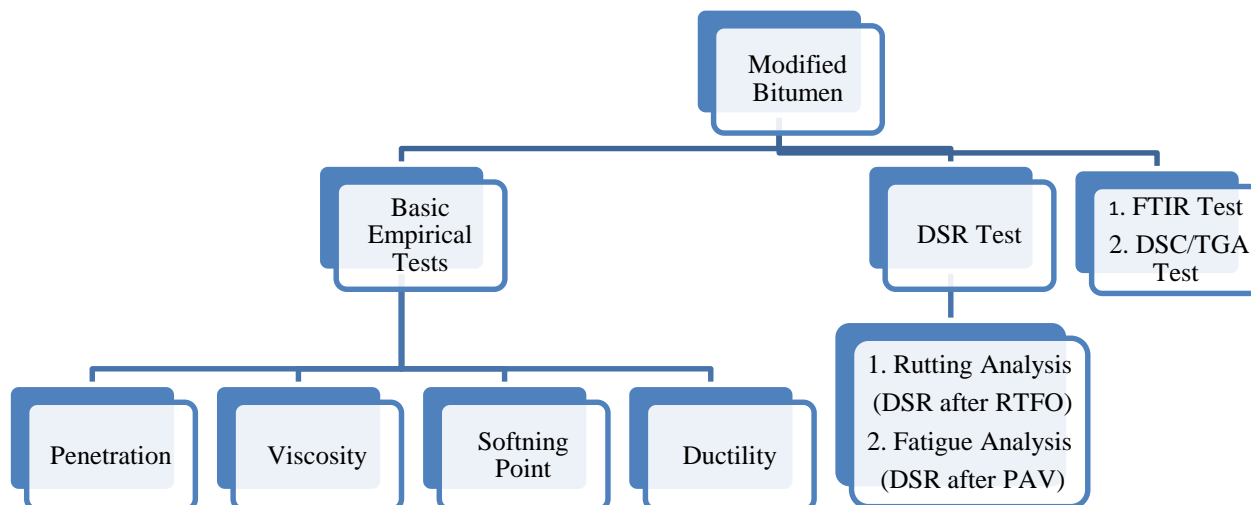 Modified
Bitumen
Basic
Empirical
Tests
DSR Test
1. FTIR Test
2. DSC/TGA
Test
Penetration
Viscosity
Softning
Point
Ductility
1. Rutting Analysis
(DSR after RTFO)
2. Fatigue Analysis
(DSR after PAV)